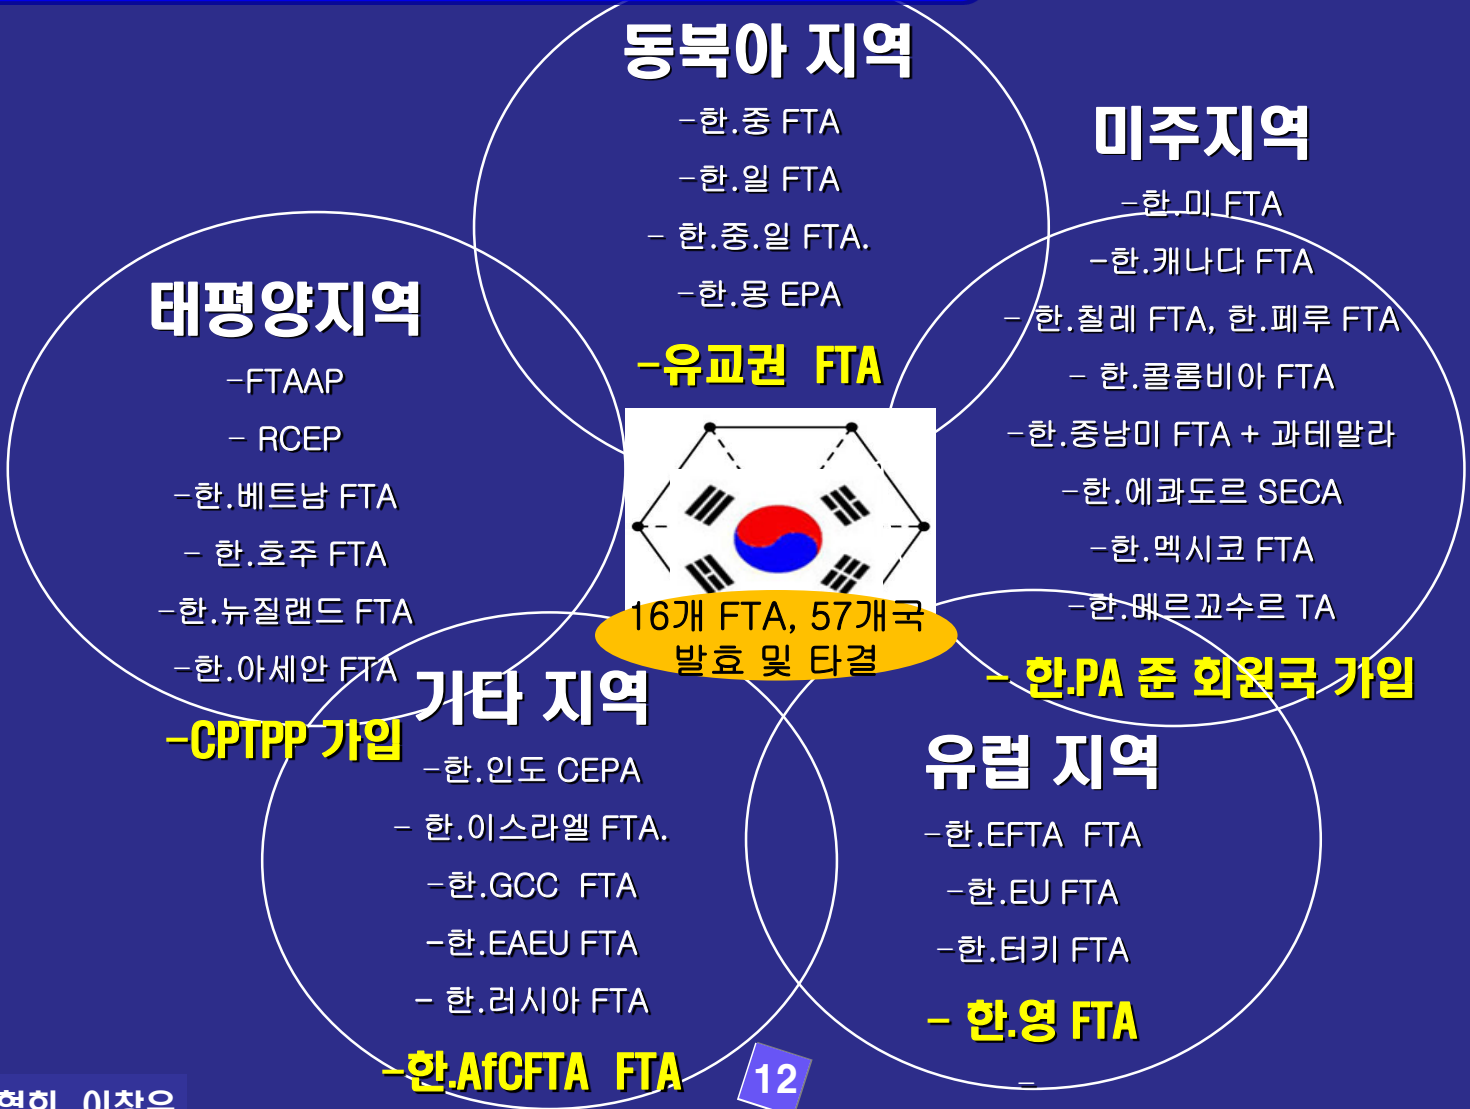 동북아 지역
-한.중 FTA
-한.일 FTA
- 한.중.일 FTA.
-한.몽 EPA
-유교권 FTA
미주지역
-한.미 FTA
-한.캐나다 FTA
- 한.칠레 FTA, 한.페루 FTA
- 한.콜롬비아 FTA
-한.중남미 FTA + 과테말라
-한.에콰도르 SECA
-한.멕시코 FTA
-한.메르꼬수르 TA
- 한.PA 준 회원국 가입
태평양지역
-FTAAP
- RCEP
-한.베트남 FTA
- 한.호주 FTA
-한.뉴질랜드 FTA
-한.아세안 FTA
-CPTPP 가입
16개 FTA, 57개국
발효 및 타결
기타 지역
-한.인도 CEPA
- 한.이스라엘 FTA.
-한.GCC FTA
-한.EAEU FTA
- 한.러시아 FTA
-한.AfCFTA FTA
유럽 지역
-한.EFTA FTA
-한.EU FTA
-한.터키 FTA
- 한.영 FTA
-
12